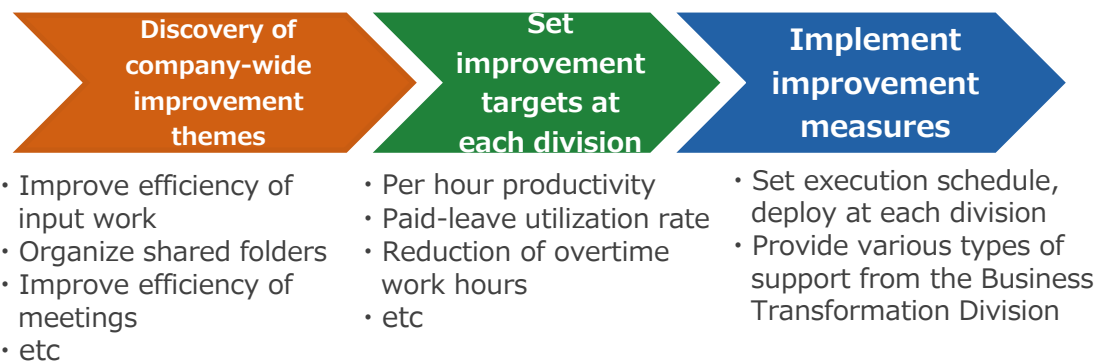 Discovery of
company-wide
improvement
themes
・Improve efficiency of
input work
・Organize shared folders
・Improve efficiency of
meetings
・etc
Set
improvement
targets at
each division
・Per hour productivity
・Paid-leave utilization rate
・Reduction of overtime
work hours
・etc
Implement
improvement
measures
・Set execution schedule,
deploy at each division
・Provide various types of
support from the Business
Transformation Division